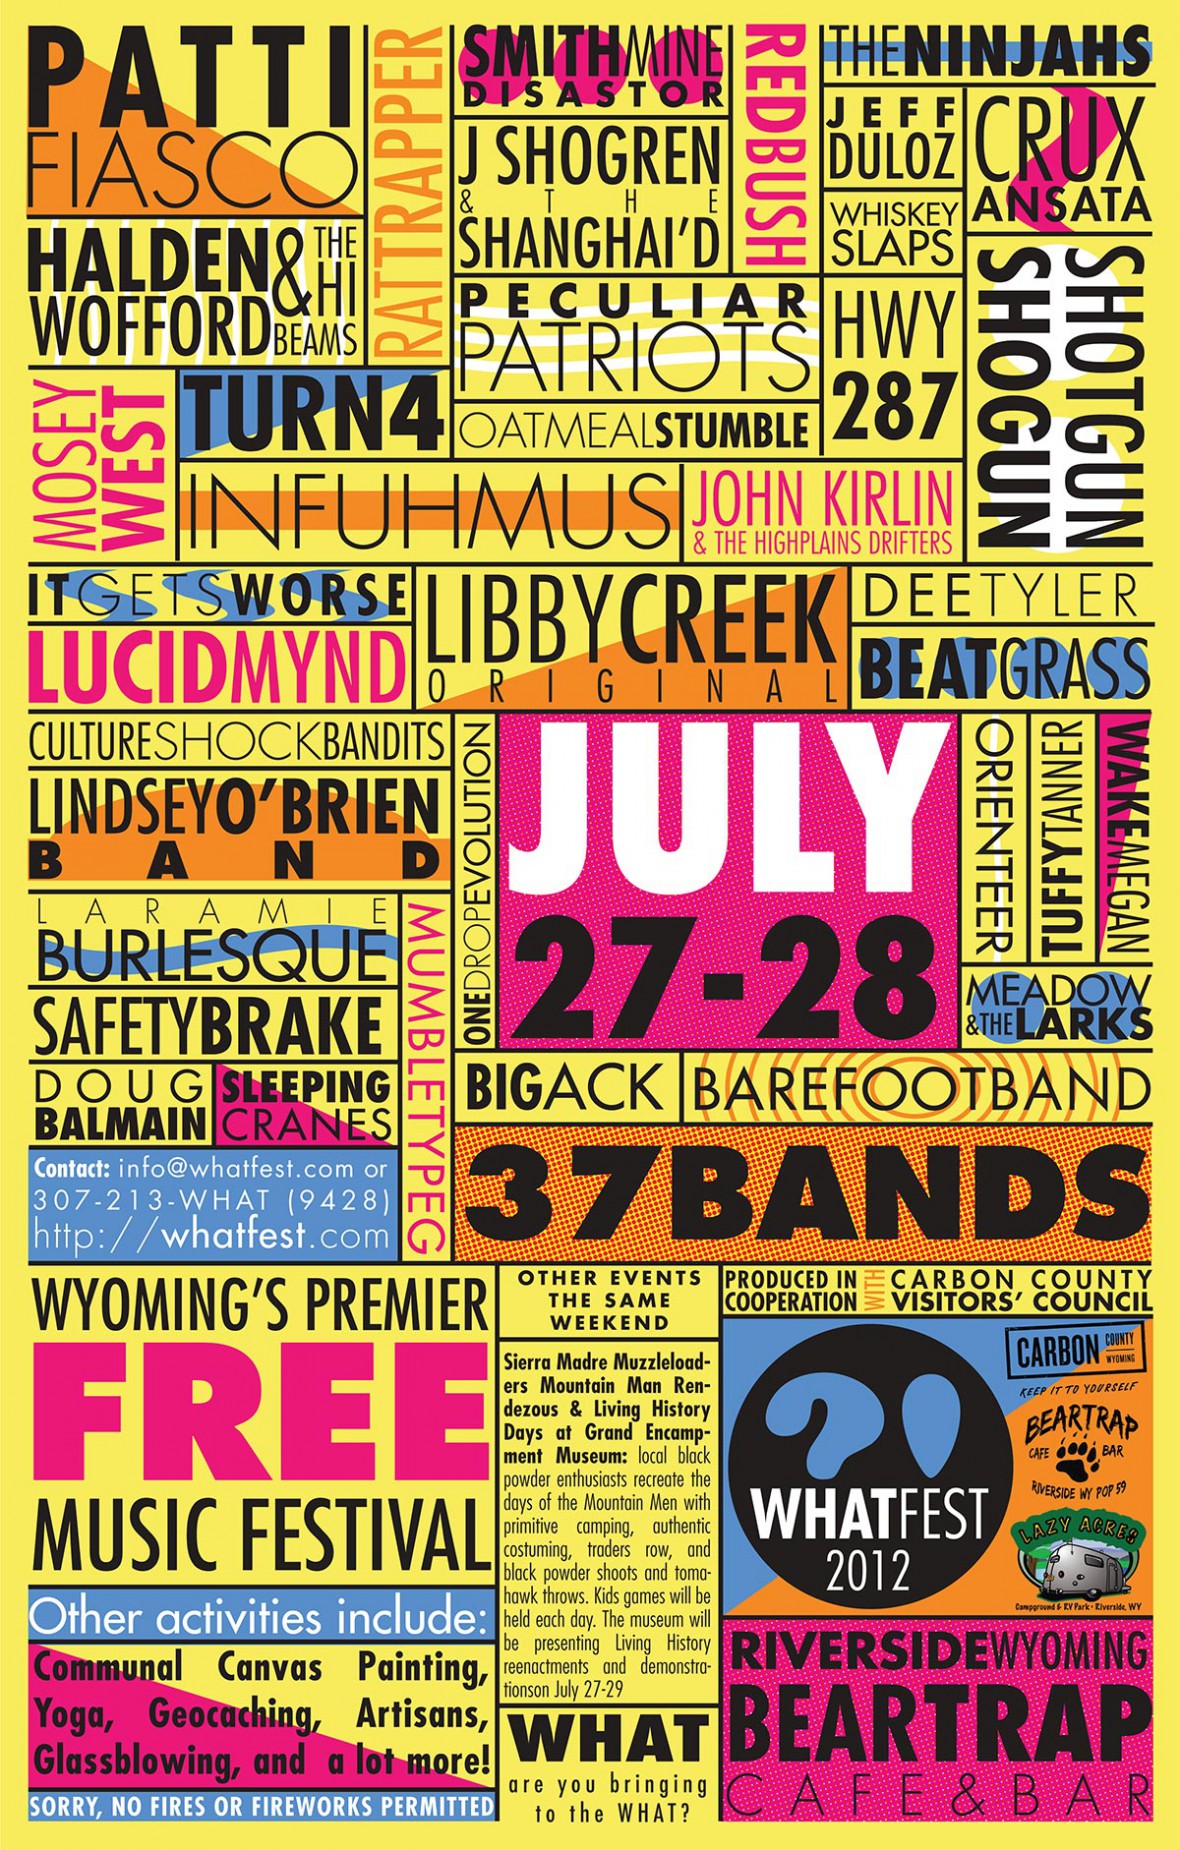 PATTI
FIASCO
RATTRAPPER
SMITHMINE
DISASTOR
REDBUSH
THENINJAHS
J SHOGREN
& THE
SHANGHAI'D
JEFF
DULOZ
CRUX
ANSATA
WHISKEY
SLAPS
HALDEN & THE
WOFFORD HI
BEAMS
PECULIAR
PATRIOTS
HWY
287
SHOTGUN
SHOGUN
MOSEY
WEST
TURN4
OATMEALSTUMBLE
INFUHMUS
JOHN KIRLIN
& THE HIGHPLAINS DRIFTERS
ITGETSWORSE
LUCIDMYND
LIBBYCREEK
ORIGINAL
DEETYLER
BEATGRASS
CULTURESHOCKBANDITS
LINDSEYO'BRIEN
BAND
ONEDROPEVOLUTION
JULY
27-28
ORIENTEER
TUFFYTANNER
WAKEMEGAN
LARAMIE
BURLESQUE
MUMBLETYPEG
MEADOW
&THELARKS
SAFETYBRAKE
DOUG
BALMAIN
SLEEPING
CRANES
BIGACK
BAREFOOTBAND
37BANDS
Contact: info@whatfest.com or
307-213-WHAT (9428)
http://whatfest.com
WYOMING'S PREMIER
FREE
MUSIC FESTIVAL
Other activities include:
Communal Canvas Painting,
Yoga, Geocaching, Artisans,
Glassblowing, and a lot more!
SORRY, NO FIRES OR FIREWORKS PERMITTED
OTHER EVENTS
THE SAME
WEEKEND
Sierra Madre Muzzleload-
ers Mountain Man Ren-
dezous & Living History
Days at Grand Encamp-
ment Museum: local black
powder enthusiasts recreate the
days of the Mountain Men with
primitive camping, authentic
costuming, traders row, and
black powder shoots and toma-
hawk throws. Kids games will be
held each day. The museum will
be presenting Living History
reenactments and demonstra-
tionson July 27-29
WHAT
are you bringing
to the WHAT?
PRODUCED IN
COOPERATION
WITH
CARBON COUNTY
VISITORS' COUNCIL
?!
WHATFEST
2012
CARBON COUNTY
WYOMING
KEEP IT TO YOURSELF
BEARTRAP
CAFE BAR
RIVERSIDE WY POP 59
LAZY ACRES
Campground & RV Park • Riverside, WY
RIVERSIDEWYOMING
BEARTRAP
CAFE&BAR